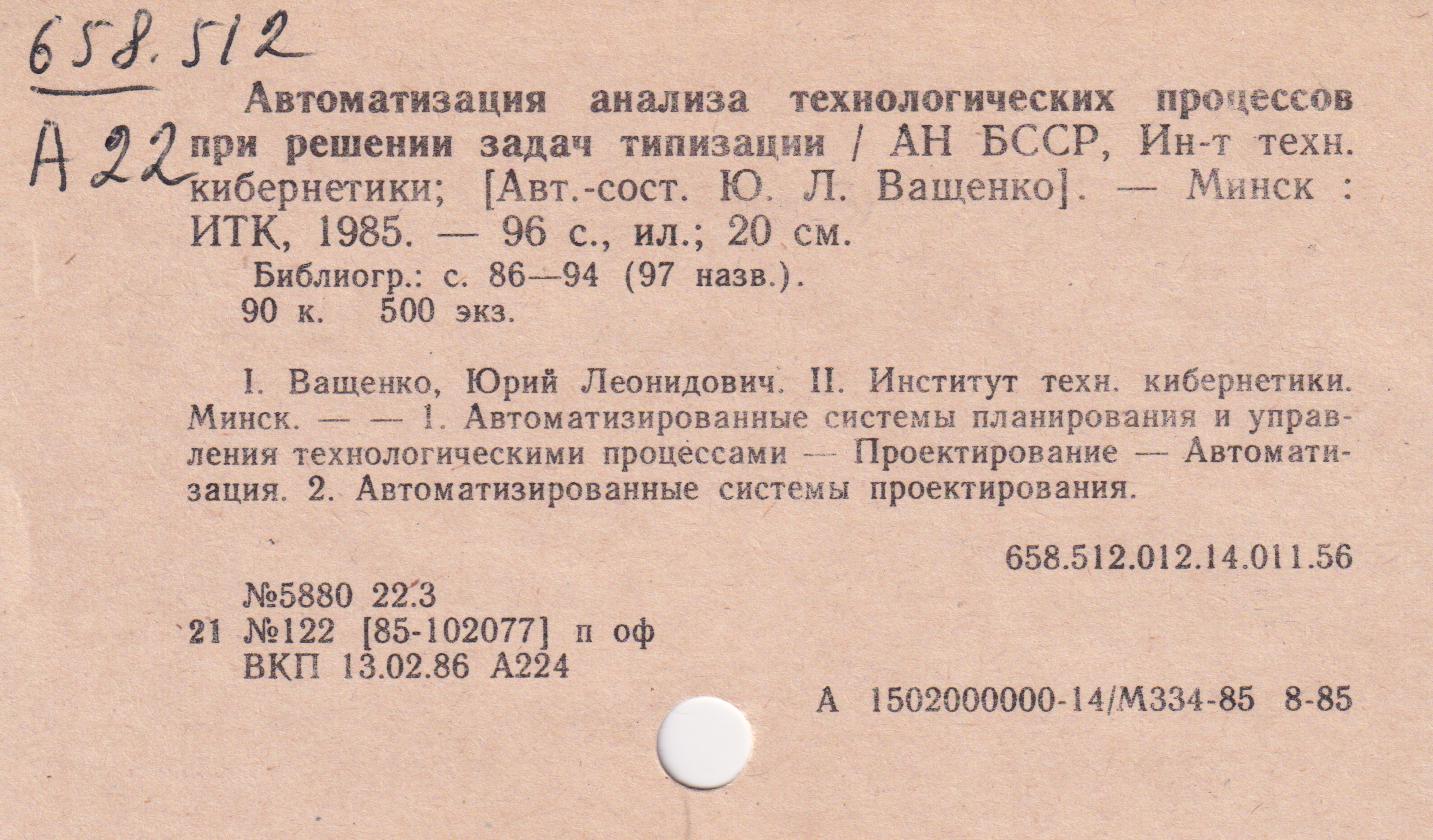 658.512
А22
Автоматизация анализа технологических процессов
при решении задач типизации / АН БССР, Ин-т техн.
кибернетики; [Авт.-сост. Ю. Л. Ващенко]. — Минск :
ИТК, 1985. — 96 с., ил.; 20 см.
Библиогр.: с. 86—94 (97 назв.).
90 к. 500 экз.
I. Ващенко, Юрий Леонидович. II. Институт техн. кибернетики.
Минск. — — 1. Автоматизированные системы планирования и управ-
ления технологическими процессами — Проектирование — Автомати-
зация. 2. Автоматизированные системы проектирования.
658.512.012.14.011.56
№5880 22.3
21 №122 [85-102077] п оф
ВКП 13.02.86 А224
А 1502000000-14/М334-85 8-85